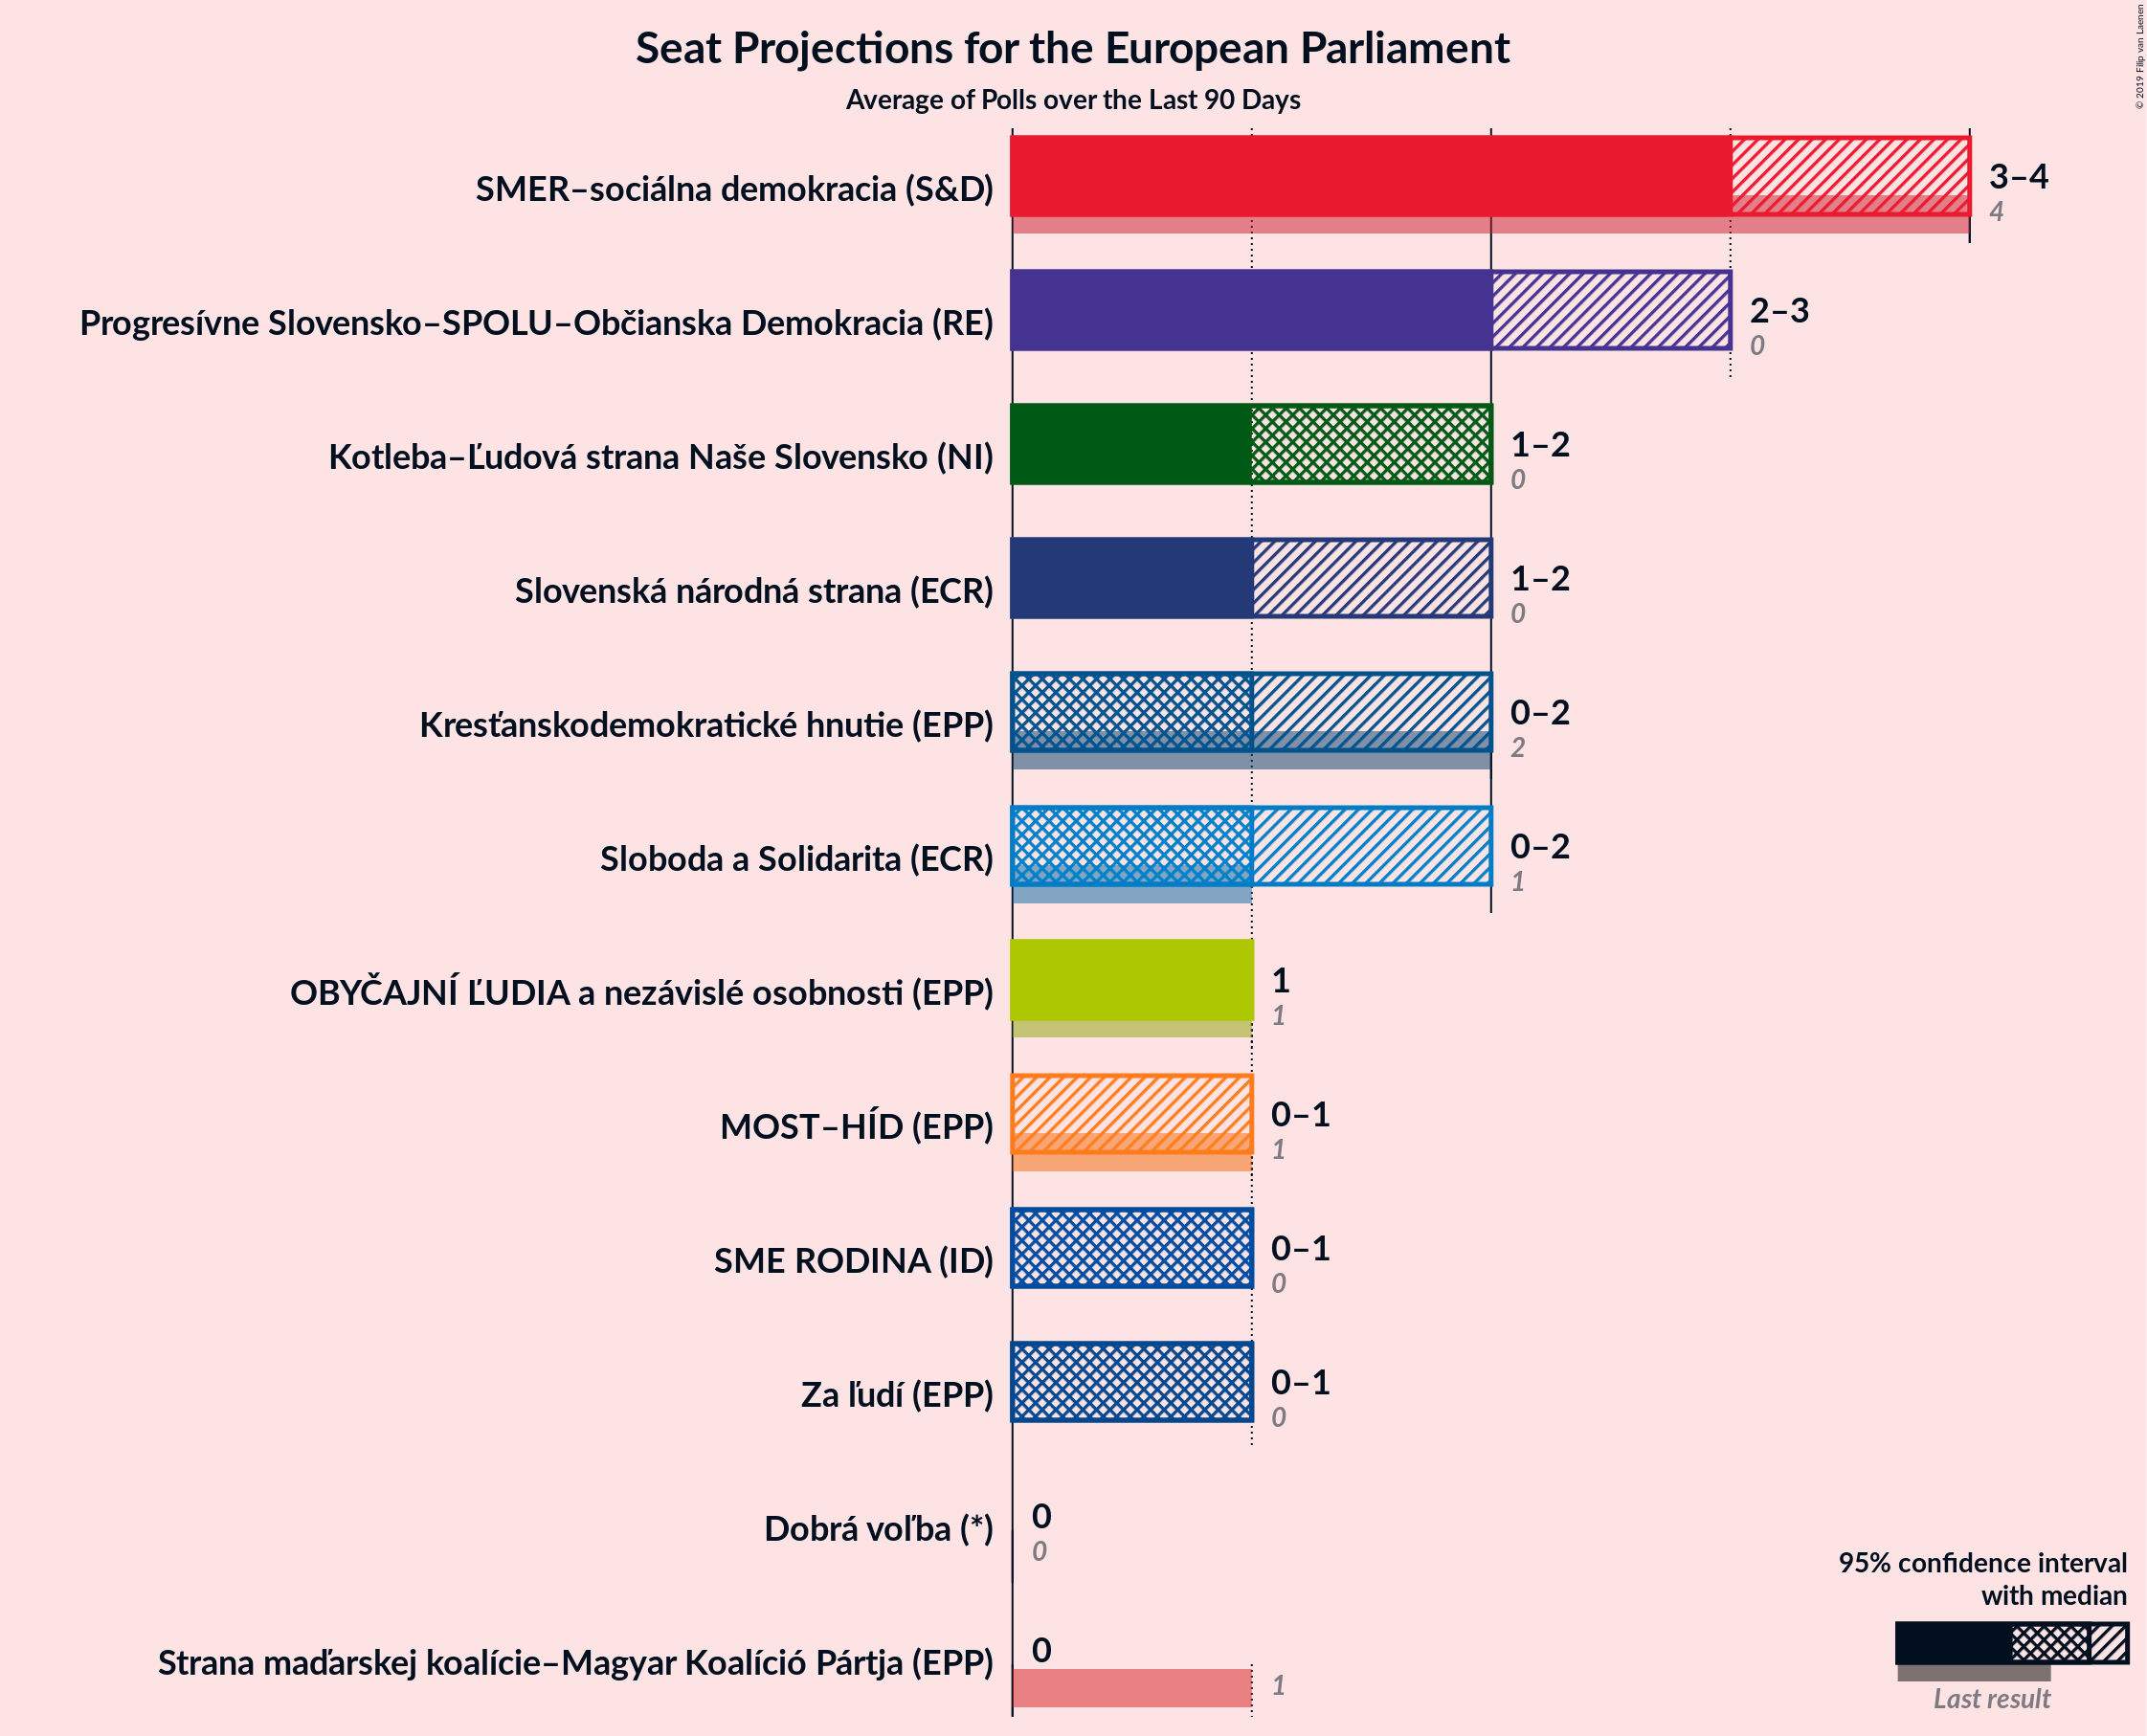 Seat Projections for the European Parliament
Average of Polls over the Last 90 Days
© 2019 Filip van Laenen
SMER–sociálna demokracia (S&D)
3–4
4
Progresívne Slovensko–SPOLU–Občianska Demokracia (RE)
2–3
0
Kotleba–Ľudová strana Naše Slovensko (NI)
1–2
0
Slovenská národná strana (ECR)
1–2
0
Kresťanskodemokratické hnutie (EPP)
0–2
2
Sloboda a Solidarita (ECR)
0–2
1
OBYČAJNÍ ĽUDIA a nezávislé osobnosti (EPP)
1
1
MOST–HÍD (EPP)
0–1
1
SME RODINA (ID)
0–1
0
Za ľudí (EPP)
0–1
0
Dobrá voľba (*)
0
0
Strana maďarskej koalície–Magyar Koalíció Pártja (EPP)
0
1
95% confidence interval
with median
Last result